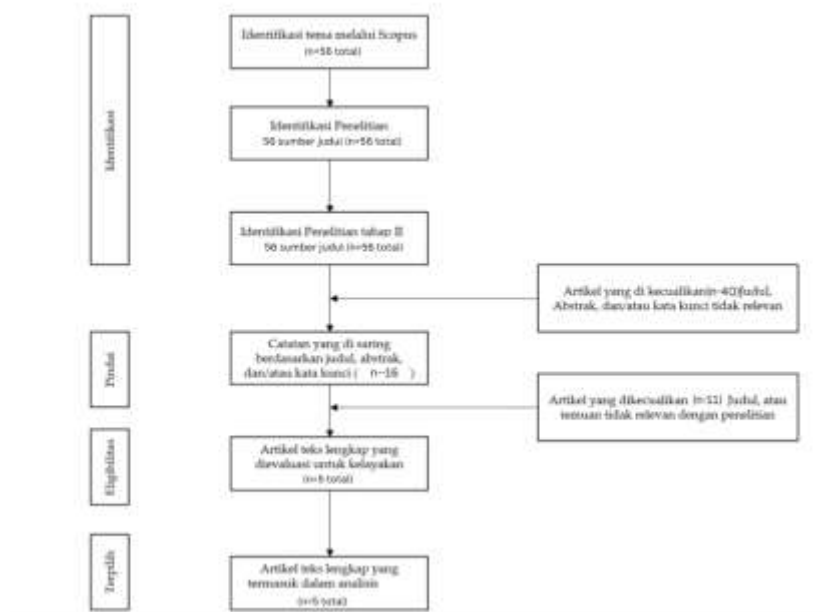 Identifikasi
Identifikasi tema melalui Scopus
(n=56 total)
Identifikasi Penelitian
56 sumber judul (n=56 total)
Identifikasi Penelitian tahap II
56 sumber judul (n=56 total)
Artikel yang di kecualikan(n-40)Judul,
Abstrak, dan/atau kata kunci tidak relevan
Pindai
Catatan yang di saring
berdasarkan judul, abstrak,
dan/atau kata kunci ( n-16 )
Artikel yang dikecualikan (n-11) Judul, atau
temuan tidak relevan dengan penelitian
Eligibilitas
Artikel teks lengkap yang
dievaluasi untuk kelayakan
(n=5 total)
Terpilih
Artikel teks lengkap yang
termasuk dalam analisis
(n=5 total)